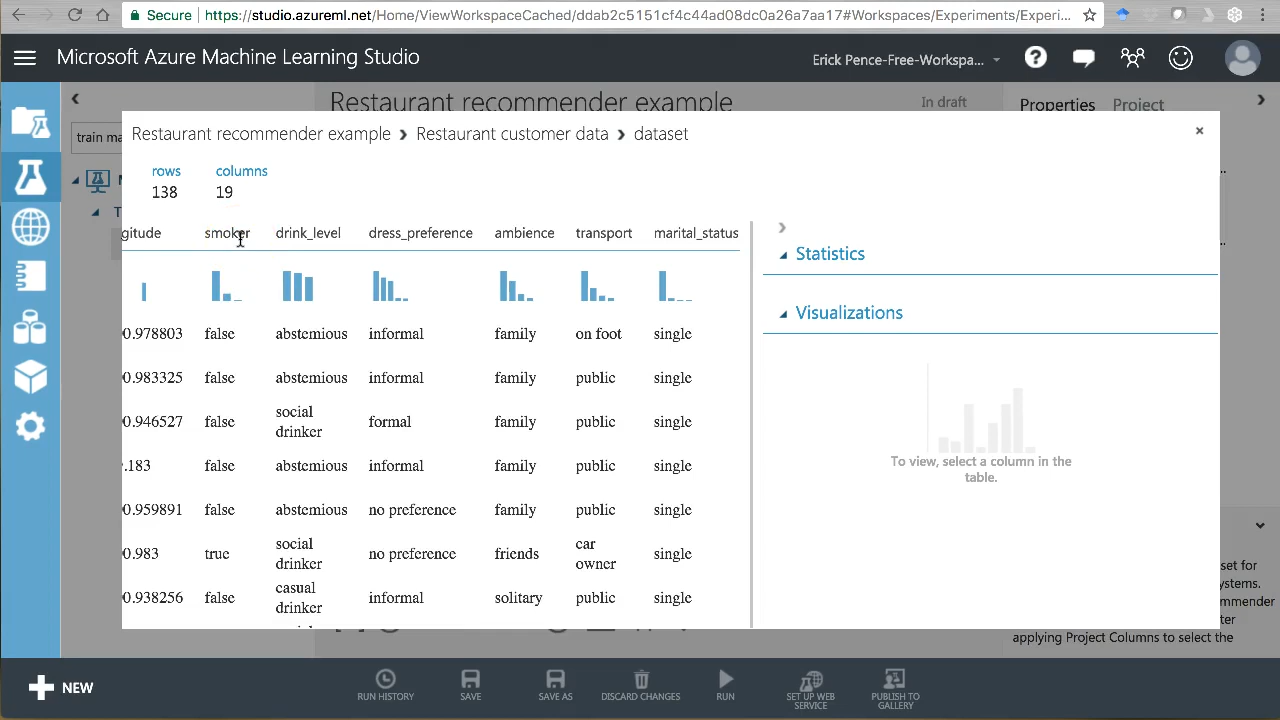 Secure
https://studio.azureml.net/Home/ViewWorkspaceCached/ddab2c5151cf4c44ad08dc0a26a7aa17#Workspaces/Experiments/Experi...
Microsoft Azure Machine Learning Studio
Erick Pence-Free-Workspa...
Restaurant recommender example
In draft
Properties Project
train ma
Restaurant recommender example > Restaurant customer data > dataset
rows columns
138 19
gitude smoker drink_level dress_preference ambience transport marital_status
0.978803 false abstemious informal family on foot single
0.983325 false abstemious informal family public single
0.946527 false social drinker formal family public single
.183 false abstemious informal family public single
0.959891 false abstemious no preference family public single
0.983 true social drinker no preference friends car owner single
0.938256 false casual drinker informal solitary public single
Statistics
Visualizations
To view, select a column in the
table.
set for
ystems.
mmender
ter
applying Project Columns to select the
NEW
RUN HISTORY
SAVE
SAVE AS
DISCARD CHANGES
RUN
SET UP WEB
SERVICE
PUBLISH TO
GALLERY